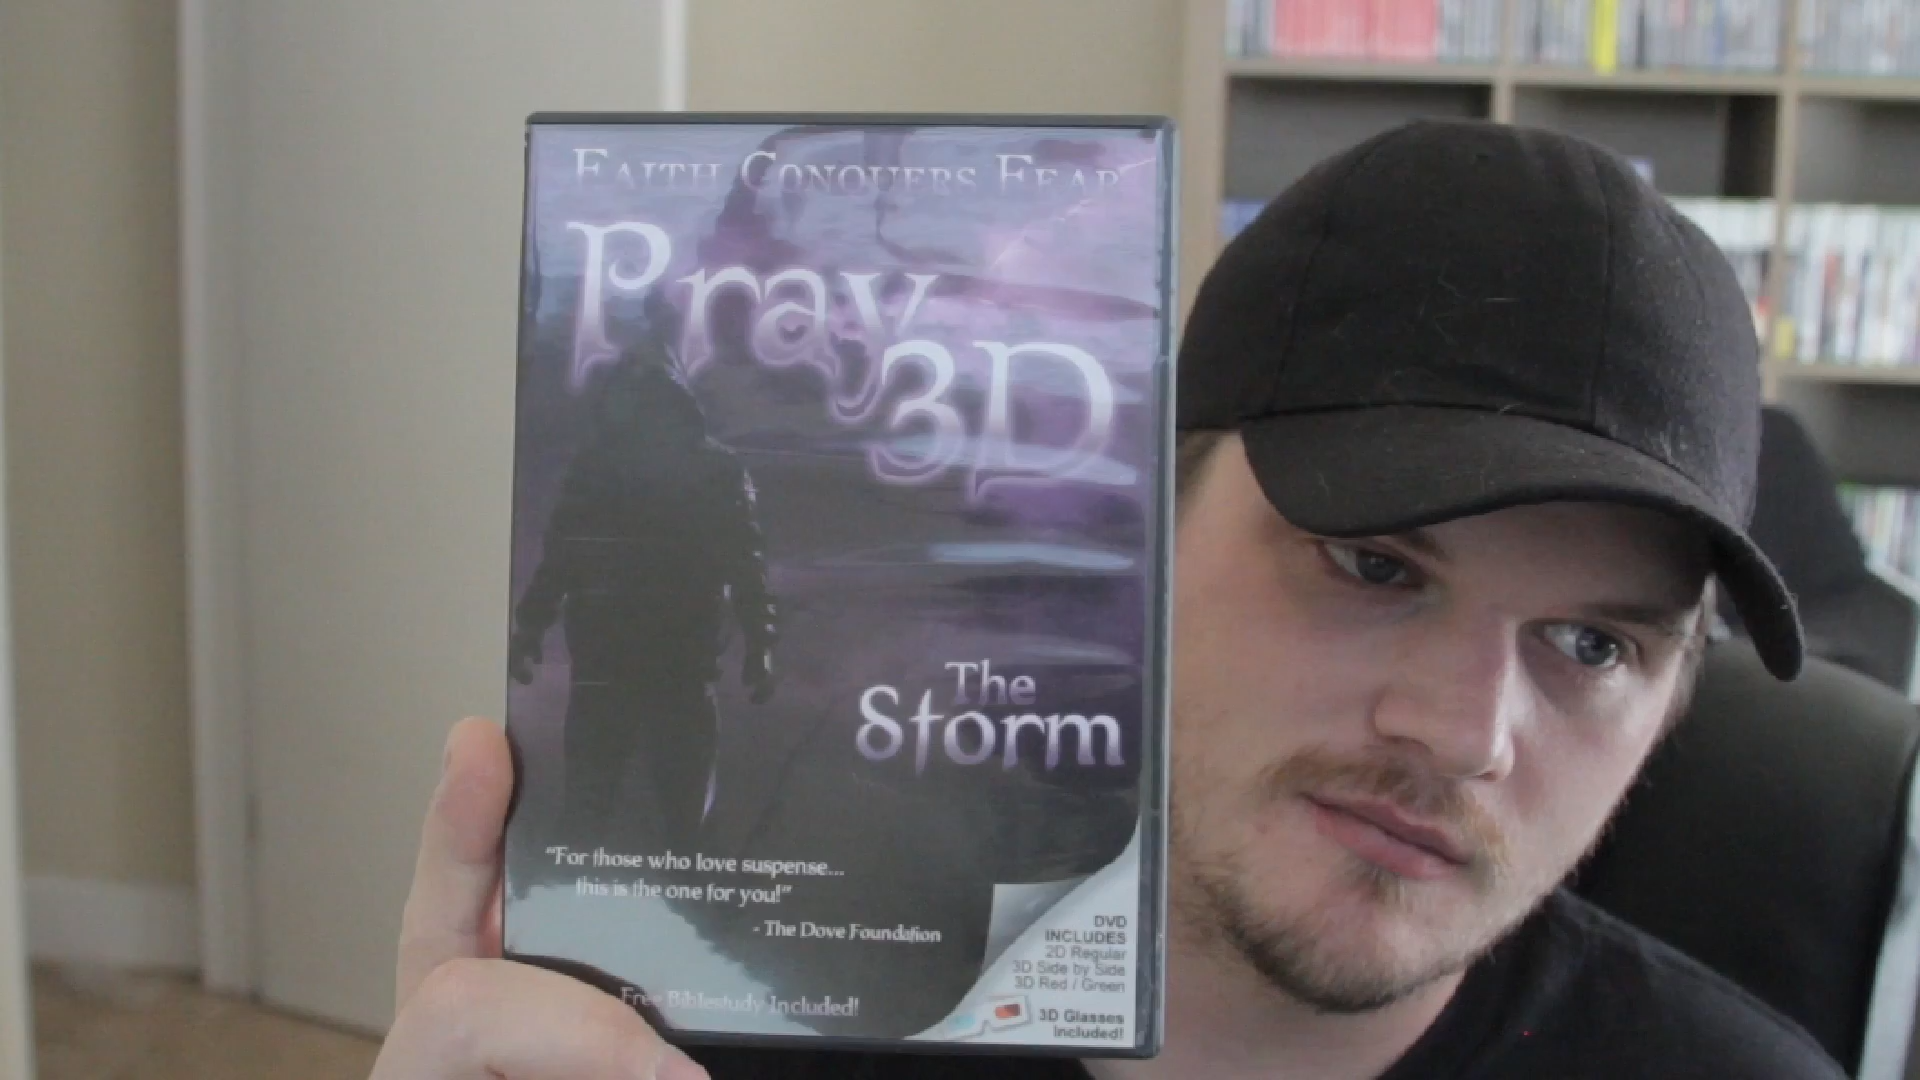 FAITH CONQUERS FEAR
Pray
3D
The
Storm
"For those who love suspense...
this is the one for you!"
- The Dove Foundation
Free Biblestudy Included!
DVD
INCLUDES
2D Regular
3D Side by Side
3D Red / Green
3D Glasses
Included!